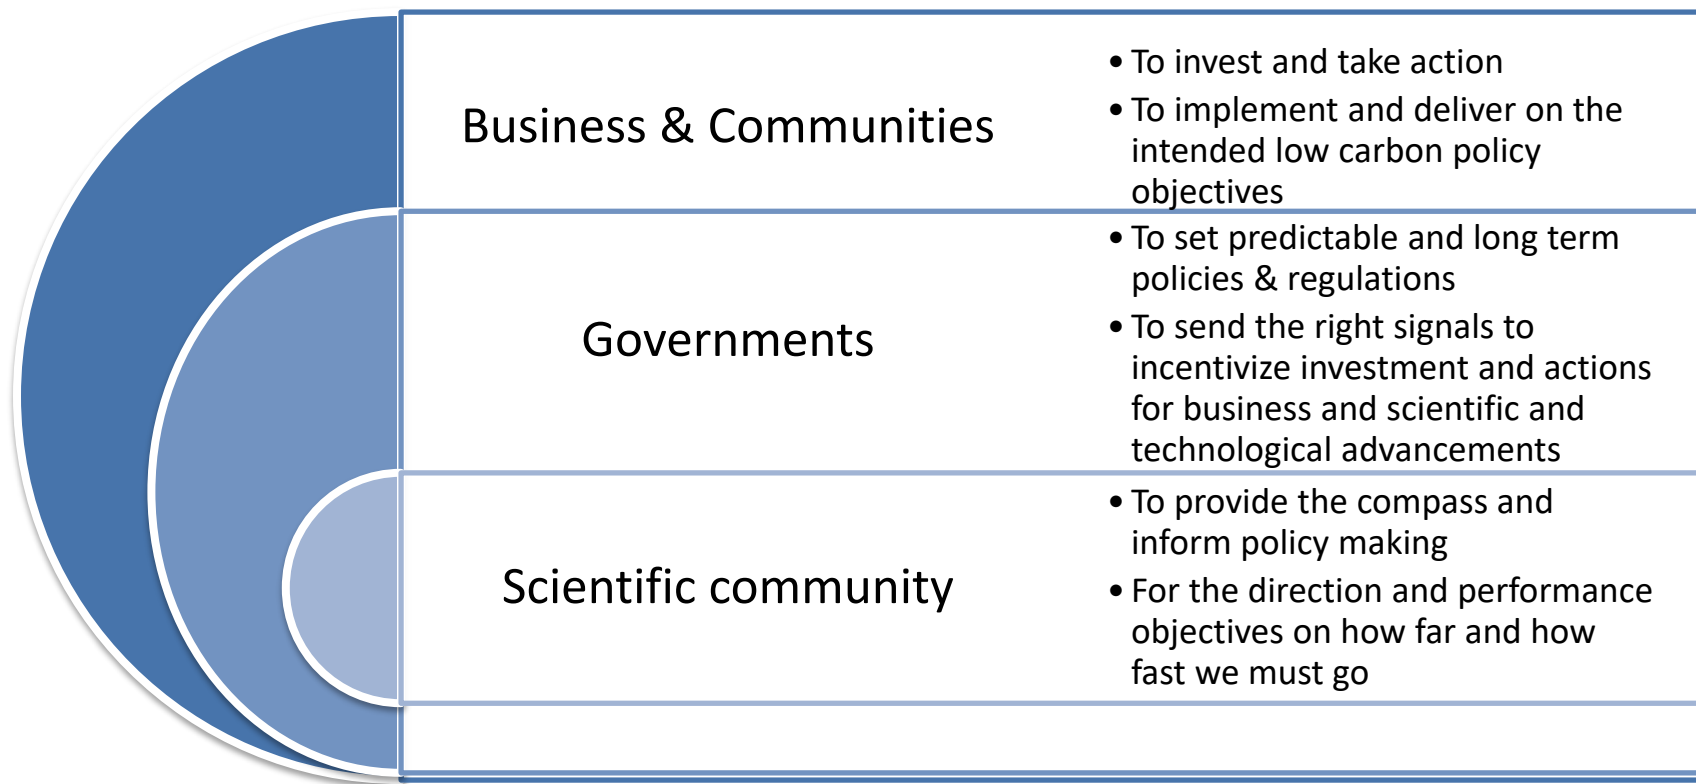 Business & Communities
• To invest and take action
• To implement and deliver on the
intended low carbon policy
objectives
Governments
• To set predictable and long term
policies & regulations
• To send the right signals to
incentivize investment and actions
for business and scientific and
technological advancements
Scientific community
• To provide the compass and
inform policy making
• For the direction and performance
objectives on how far and how
fast we must go